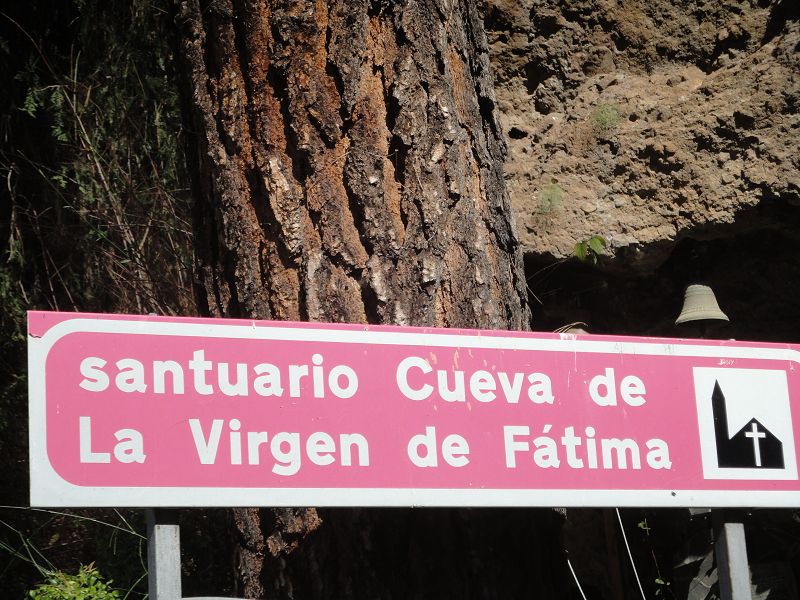 santuario Cueva de
La Virgen de Fátima